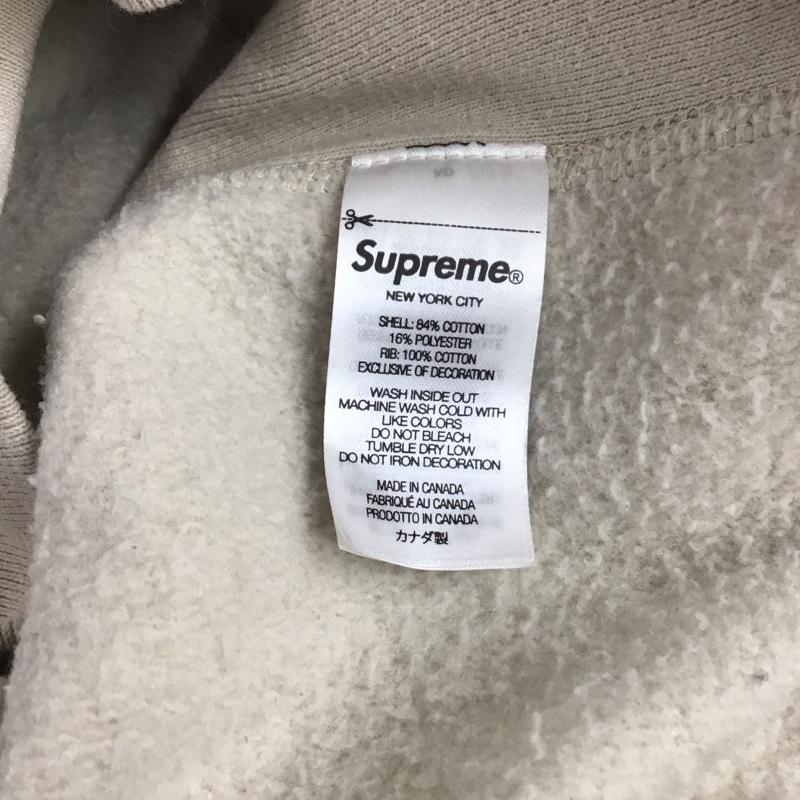 Supreme®
NEW YORK CITY
SHELL: 84% COTTON
16% POLYESTER
RIB: 100% COTTON
EXCLUSIVE OF DECORATION
WASH INSIDE OUT
MACHINE WASH COLD WITH
LIKE COLORS
DO NOT BLEACH
TUMBLE DRY LOW
DO NOT IRON DECORATION
MADE IN CANADA
FABRIQUÉ AU CANADA
PRODOTTO IN CANADA
カナダ製